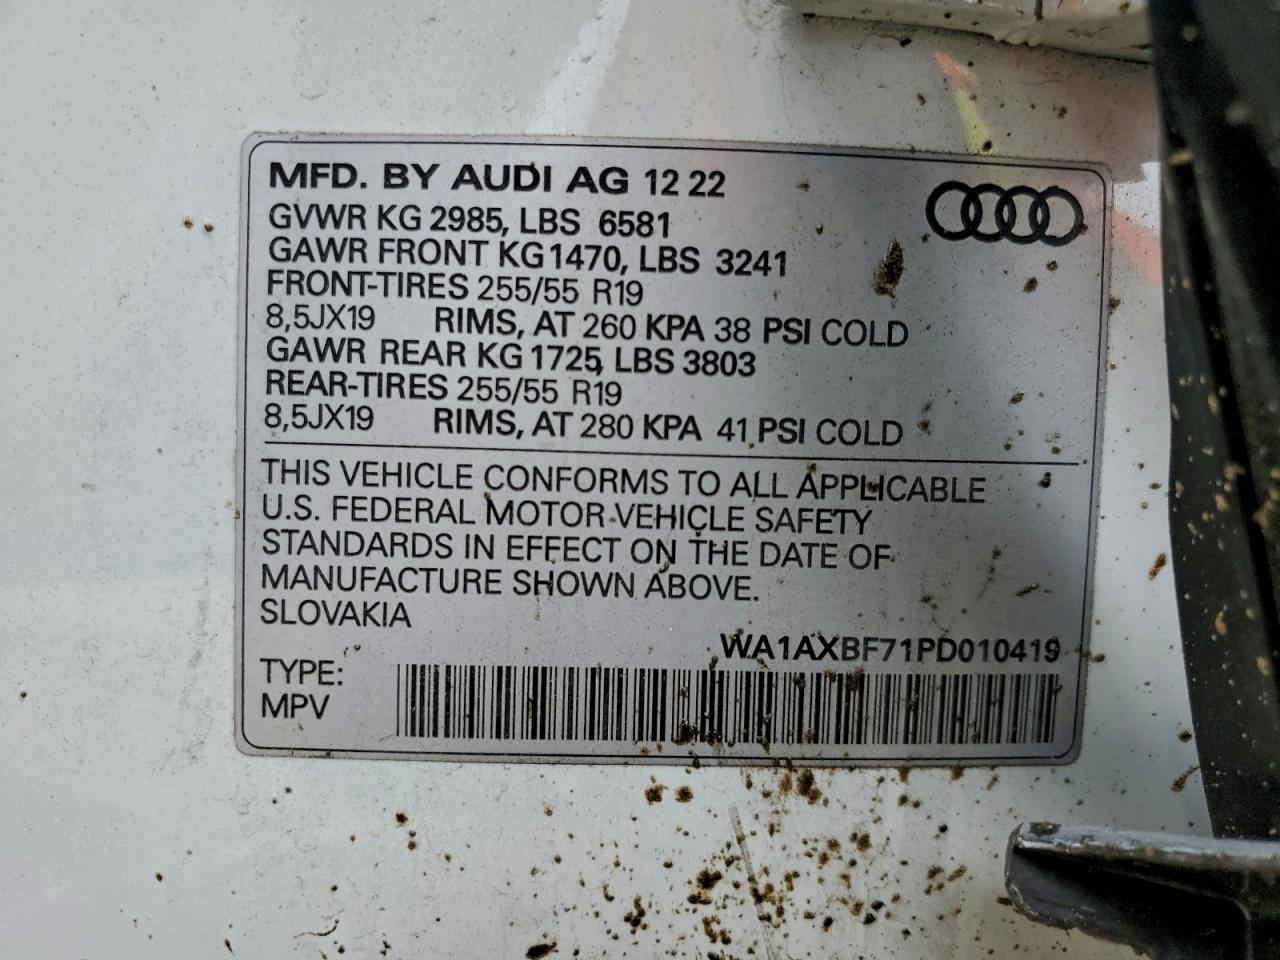 MFD. BY AUDI AG 12 22
GVWR KG 2985, LBS 6581
GAWR FRONT KG 1470, LBS 3241
FRONT-TIRES 255/55 R19
8,5JX19 RIMS, AT 260 KPA 38 PSI COLD
GAWR REAR KG 1725, LBS 3803
REAR-TIRES 255/55 R19
8,5JX19 RIMS, AT 280 KPA 41 PSI COLD
THIS VEHICLE CONFORMS TO ALL APPLICABLE
U.S. FEDERAL MOTOR VEHICLE SAFETY
STANDARDS IN EFFECT ON THE DATE OF
MANUFACTURE SHOWN ABOVE.
SLOVAKIA
WA1AXBF71PD010419
TYPE:
MPV